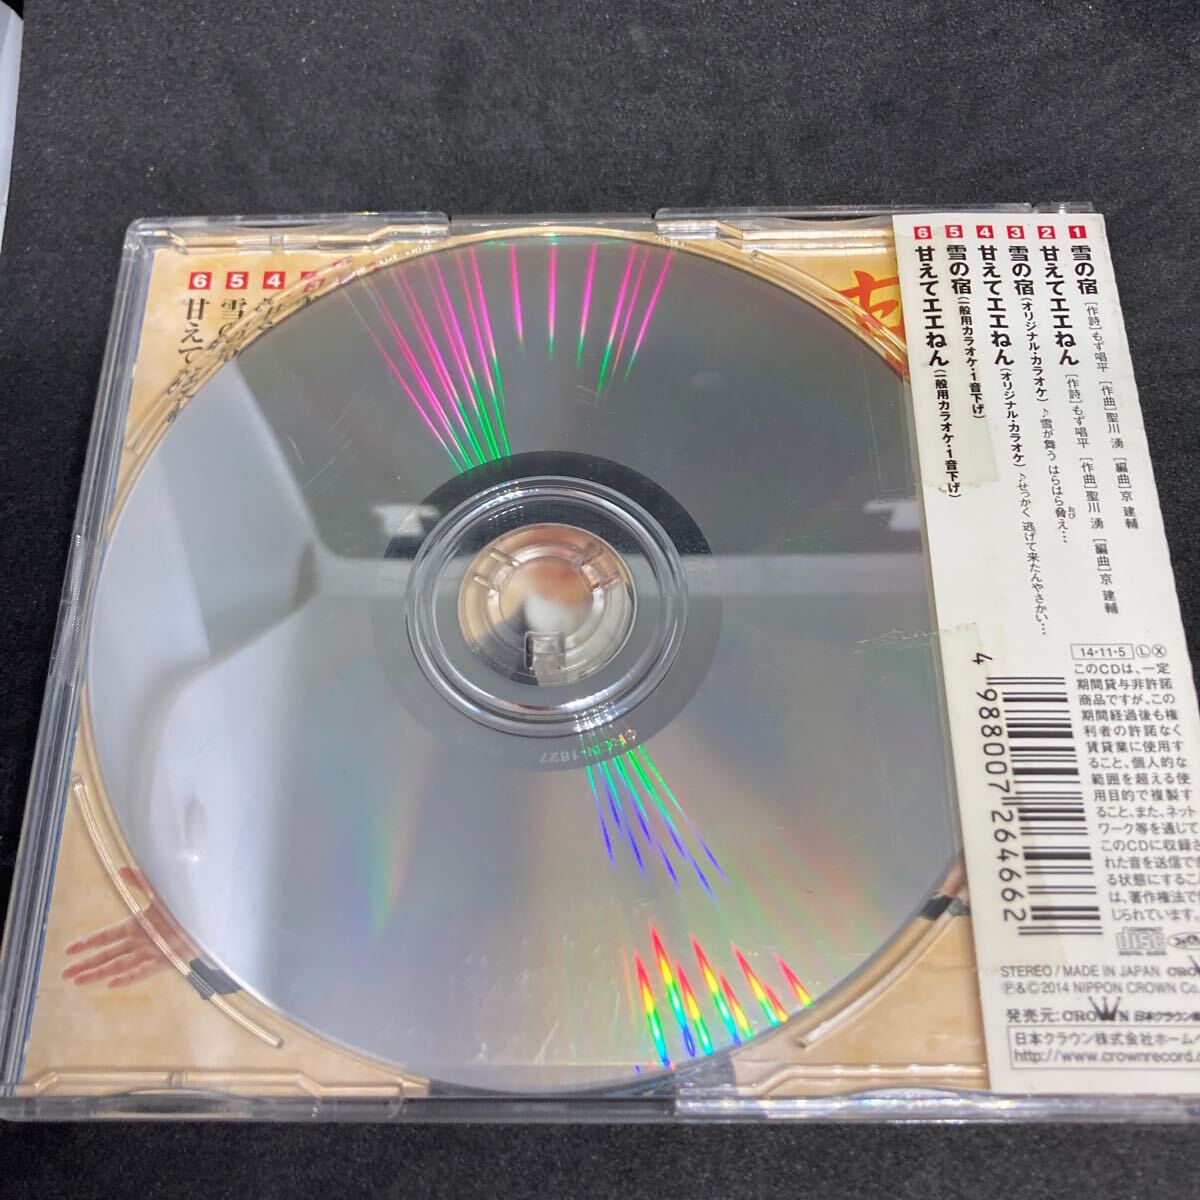 1 雪の宿 [作詩]もず唱平 [作曲]聖川 湧 [編曲]京 建輔
2 甘えてエエねん [作詩]もず唱平 [作曲]聖川 湧 [編曲]京 建輔
3 雪の宿(オリジナル・カラオケ) ♪雪が舞う はらはら脅え…
おび
4 甘えてエエねん(オリジナル・カラオケ) ♪せっかく 逃げて来たんやさかい…
5 雪の宿(一般用カラオケ・1音下げ)
6 甘えてエエねん(一般用カラオケ・1音下げ)
14・11・5 L X
このCDは、一定
期間貸与非許諾
商品ですが、この
期間経過後も権
利者の許諾なく
賃貸業に使用す
ること、個人的な
範囲を超える使
用目的で複製す
ること、また、ネット
ワーク等を通じて
このCDに収録さ
れた音を送信で
る状態にするこ
は、著作権法で
じられています。
4 988007 264662
COMPACT
disc
DIGITAL AUDIO
STEREO / MADE IN JAPAN
Ⓟ&Ⓒ2014 NIPPON CROWN Co.
発売元:
日本クラウン株式会社ホーム
http://www.crownrecord.
4
5 雪の
6 甘えて